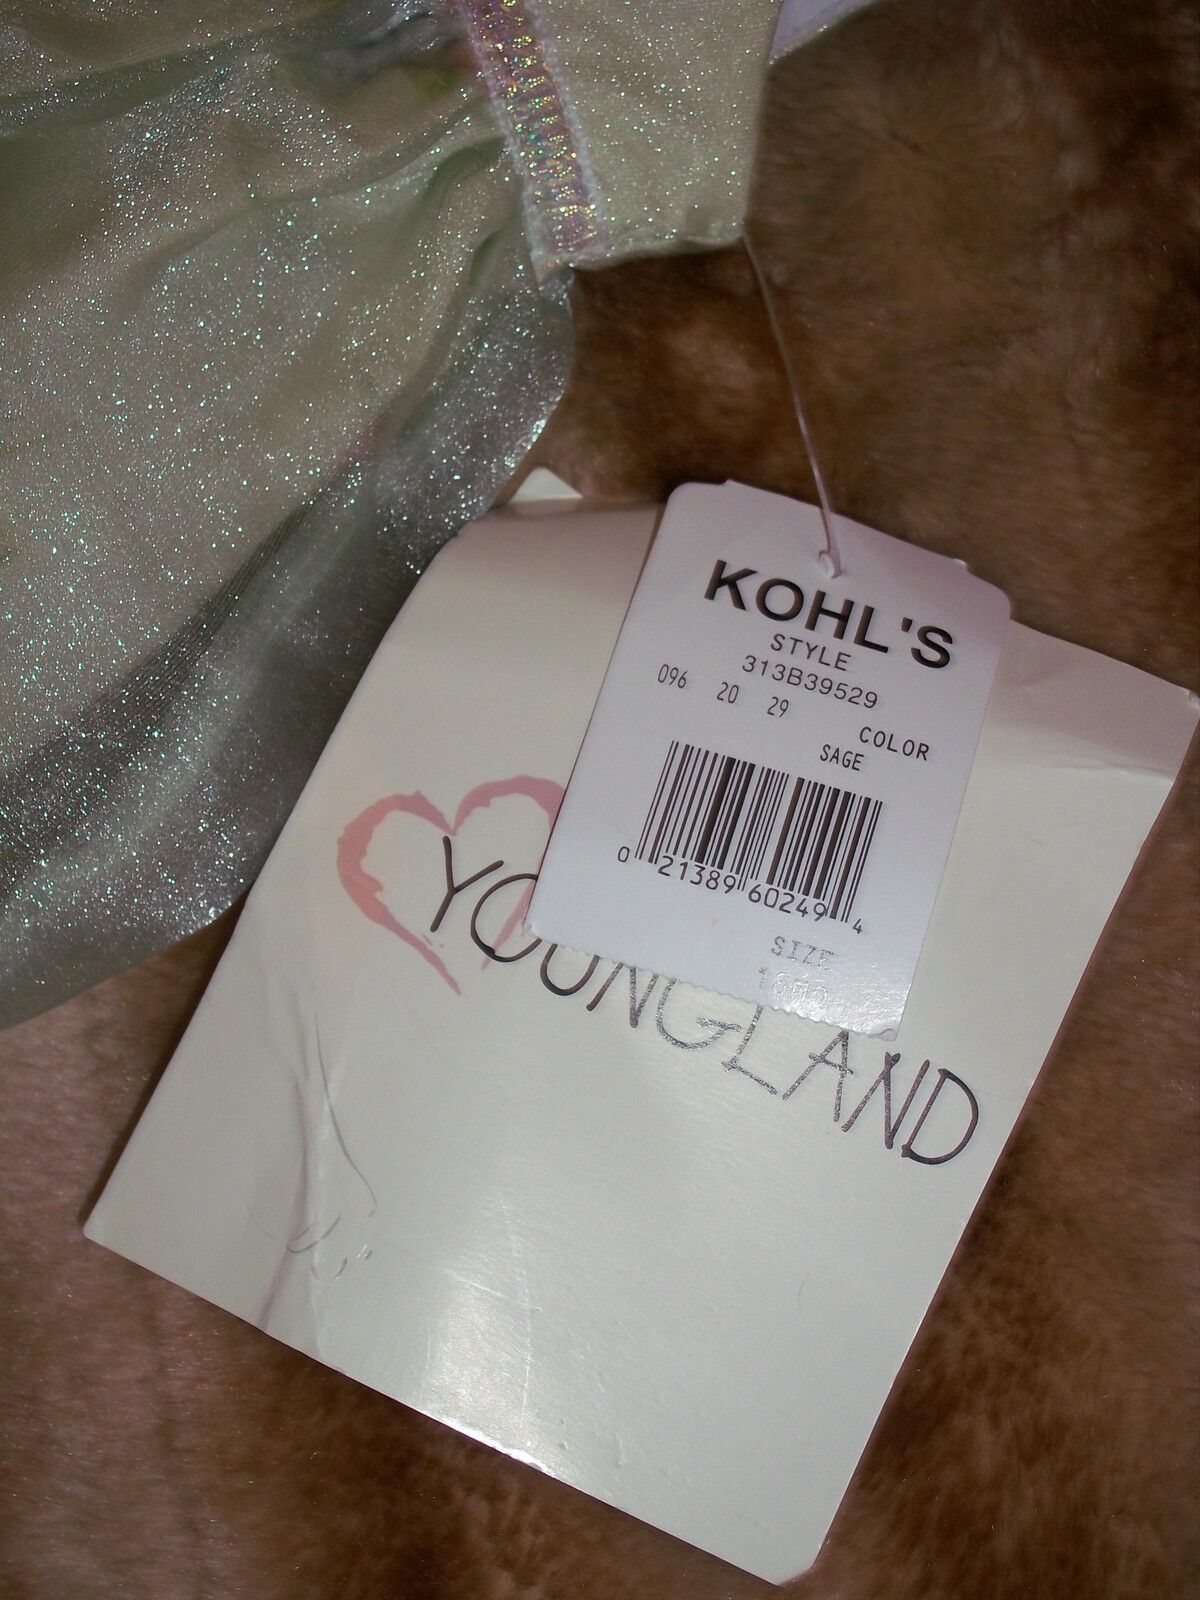 KOHL'S
STYLE
313B39529
096 20 29
COLOR
SAGE
0 21389 60249 4
SIZE
YOUNGLAND